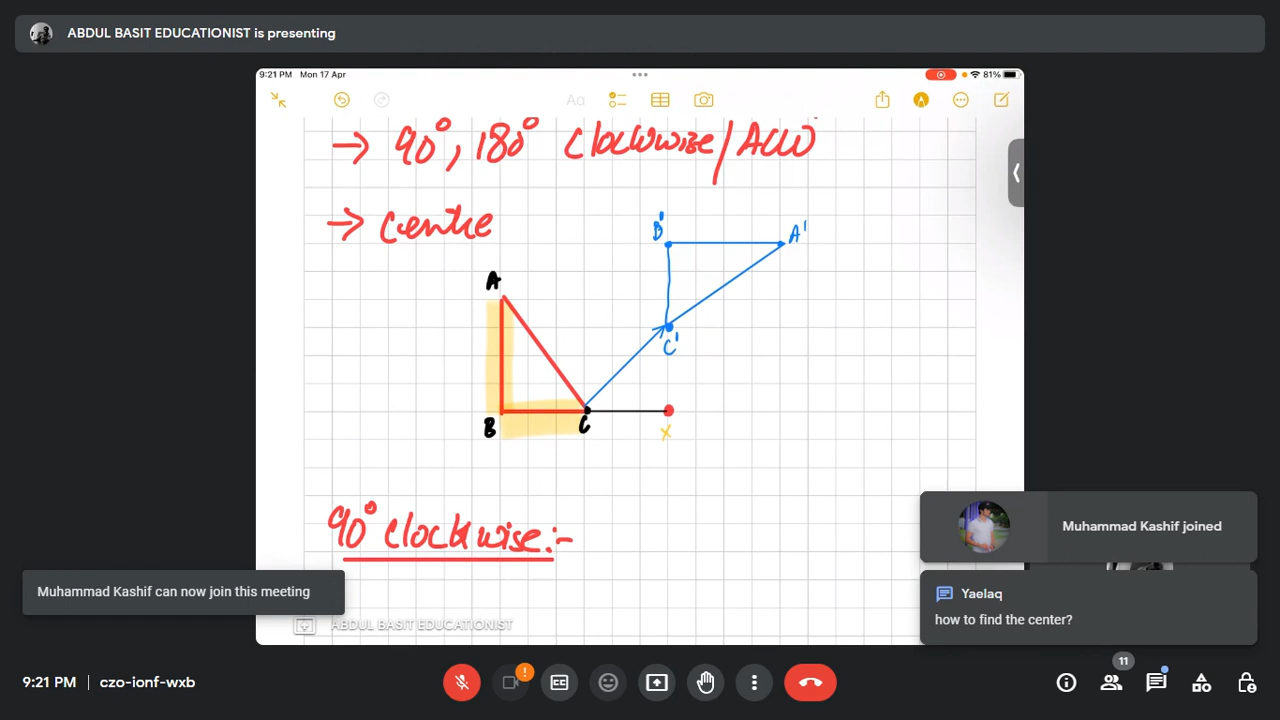 ABDUL BASIT EDUCATIONIST is presenting
9:21 PM Mon 17 Apr
81%
Aa
→ 90°, 180° Clockwise/ACW
→ Centre
B'
A'
A
C'
B
C
X
90° Clockwise:-
Muhammad Kashif joined
Muhammad Kashif can now join this meeting
Yaelaq
how to find the center?
ABDUL BASIT EDUCATIONIST
9:21 PM | czo-ionf-wxb
CC
11